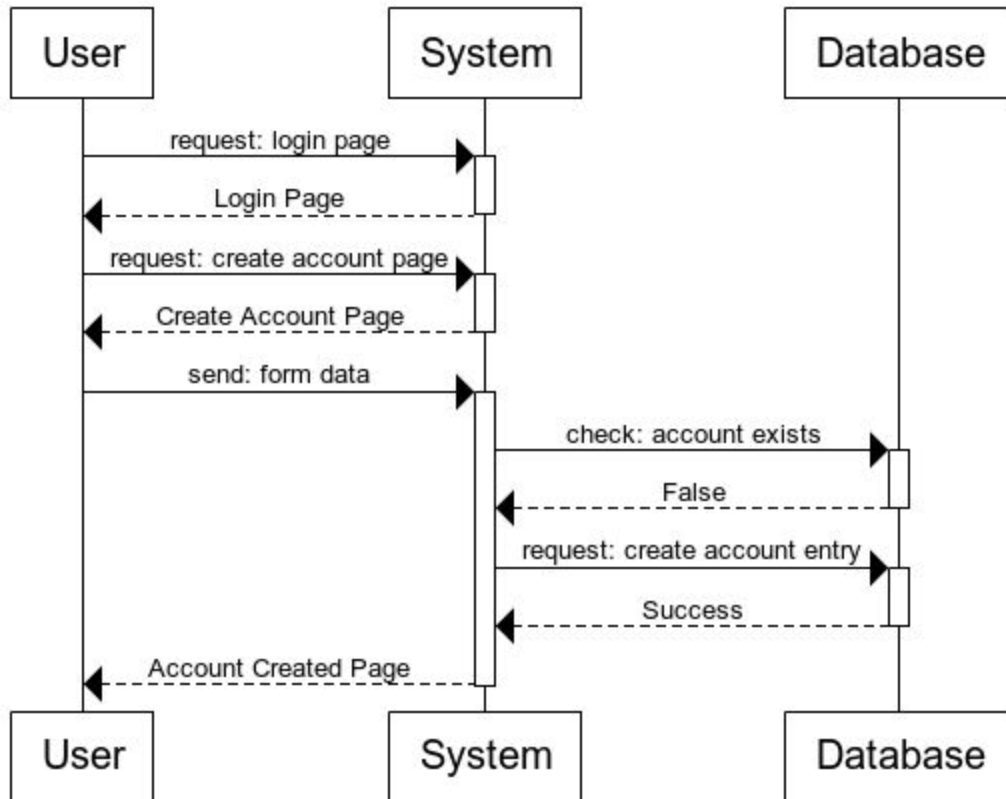 User
System
Database
request: login page
Login Page
request: create account page
Create Account Page
send: form data
check: account exists
False
request: create account entry
Success
Account Created Page
User
System
Database